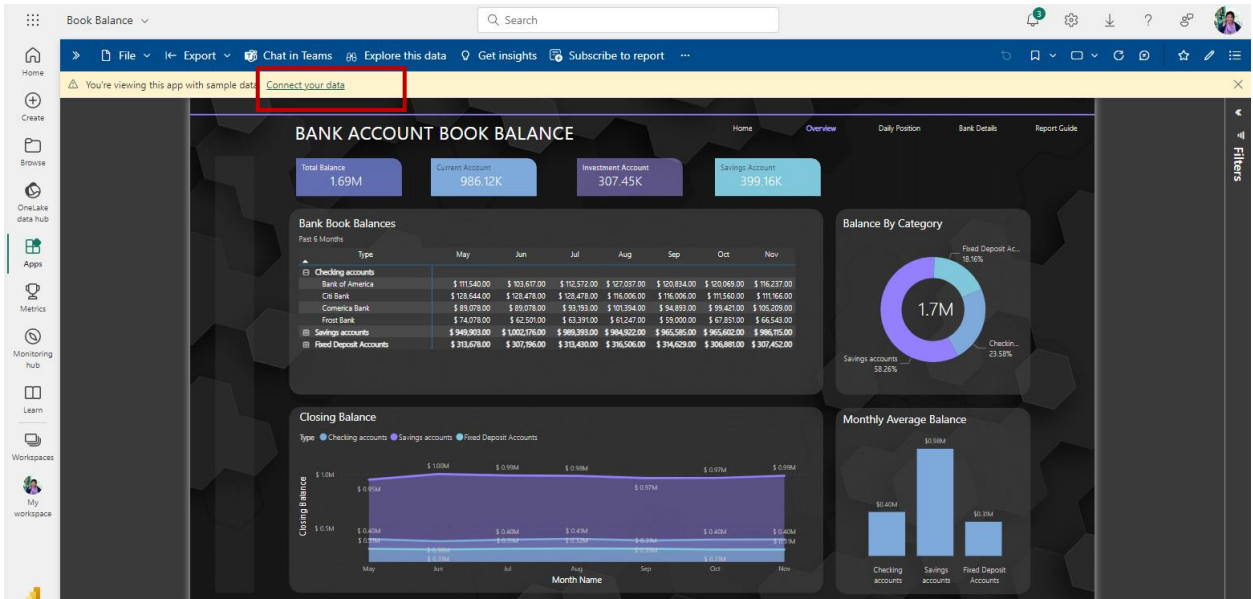 Book Balance
Search
3
File Export Chat in Teams Explore this data Get insights Subscribe to report ...
You're viewing this app with sample data Connect your data
Home
Create
Browse
OneLake
data hub
Apps
Metrics
Monitoring
hub
Learn
Workspaces
My
workspace
Filters
BANK ACCOUNT BOOK BALANCE
Home Overview Daily Position Bank Details Report Guide
Total Balance
1.69M
Current Account
986.12K
Investment Account
307.45K
Savings Account
399.16K
Bank Book Balances
Past 6 Months
Type May Jun Jul Aug Sep Oct Nov
Checking accounts
Bank of America $ 111,540.00 $ 103,617.00 $ 112,572.00 $ 127,037.00 $ 120,834.00 $ 120,069.00 $ 116,237.00
Citi Bank $ 128,644.00 $ 128,478.00 $ 128,478.00 $ 116,006.00 $ 116,006.00 $ 111,560.00 $ 111,166.00
Comerica Bank $ 89,078.00 $ 89,078.00 $ 93,193.00 $ 101,394.00 $ 94,893.00 $ 99,421.00 $ 105,209.00
Frost Bank $ 74,078.00 $ 62,501.00 $ 63,391.00 $ 61,247.00 $ 59,000.00 $ 67,851.00 $ 66,543.00
Savings accounts $ 949,903.00 $ 1,002,176.00 $ 989,393.00 $ 984,922.00 $ 965,585.00 $ 965,602.00 $ 986,115.00
Fixed Deposit Accounts $ 313,678.00 $ 307,196.00 $ 313,430.00 $ 316,506.00 $ 314,629.00 $ 306,881.00 $ 307,452.00
Balance By Category
Fixed Deposit Ac...
18.16%
1.7M
Checkin...
23.58%
Savings accounts
58.26%
Closing Balance
Type Checking accounts Savings accounts Fixed Deposit Accounts
Closing Balance
$ 1.0M
$ 0.5M
$ 0.95M
$ 1.00M
$ 0.99M
$ 0.98M
$ 0.97M
$ 0.97M
$ 0.99M
$ 0.40M
$ 0.40M
$ 0.41M
$ 0.40M
$ 0.40M
May Jun Jul Aug Sep Oct Nov
Month Name
Monthly Average Balance
$0.98M
$0.40M
$0.31M
Checking
accounts
Savings
accounts
Fixed Deposit
Accounts